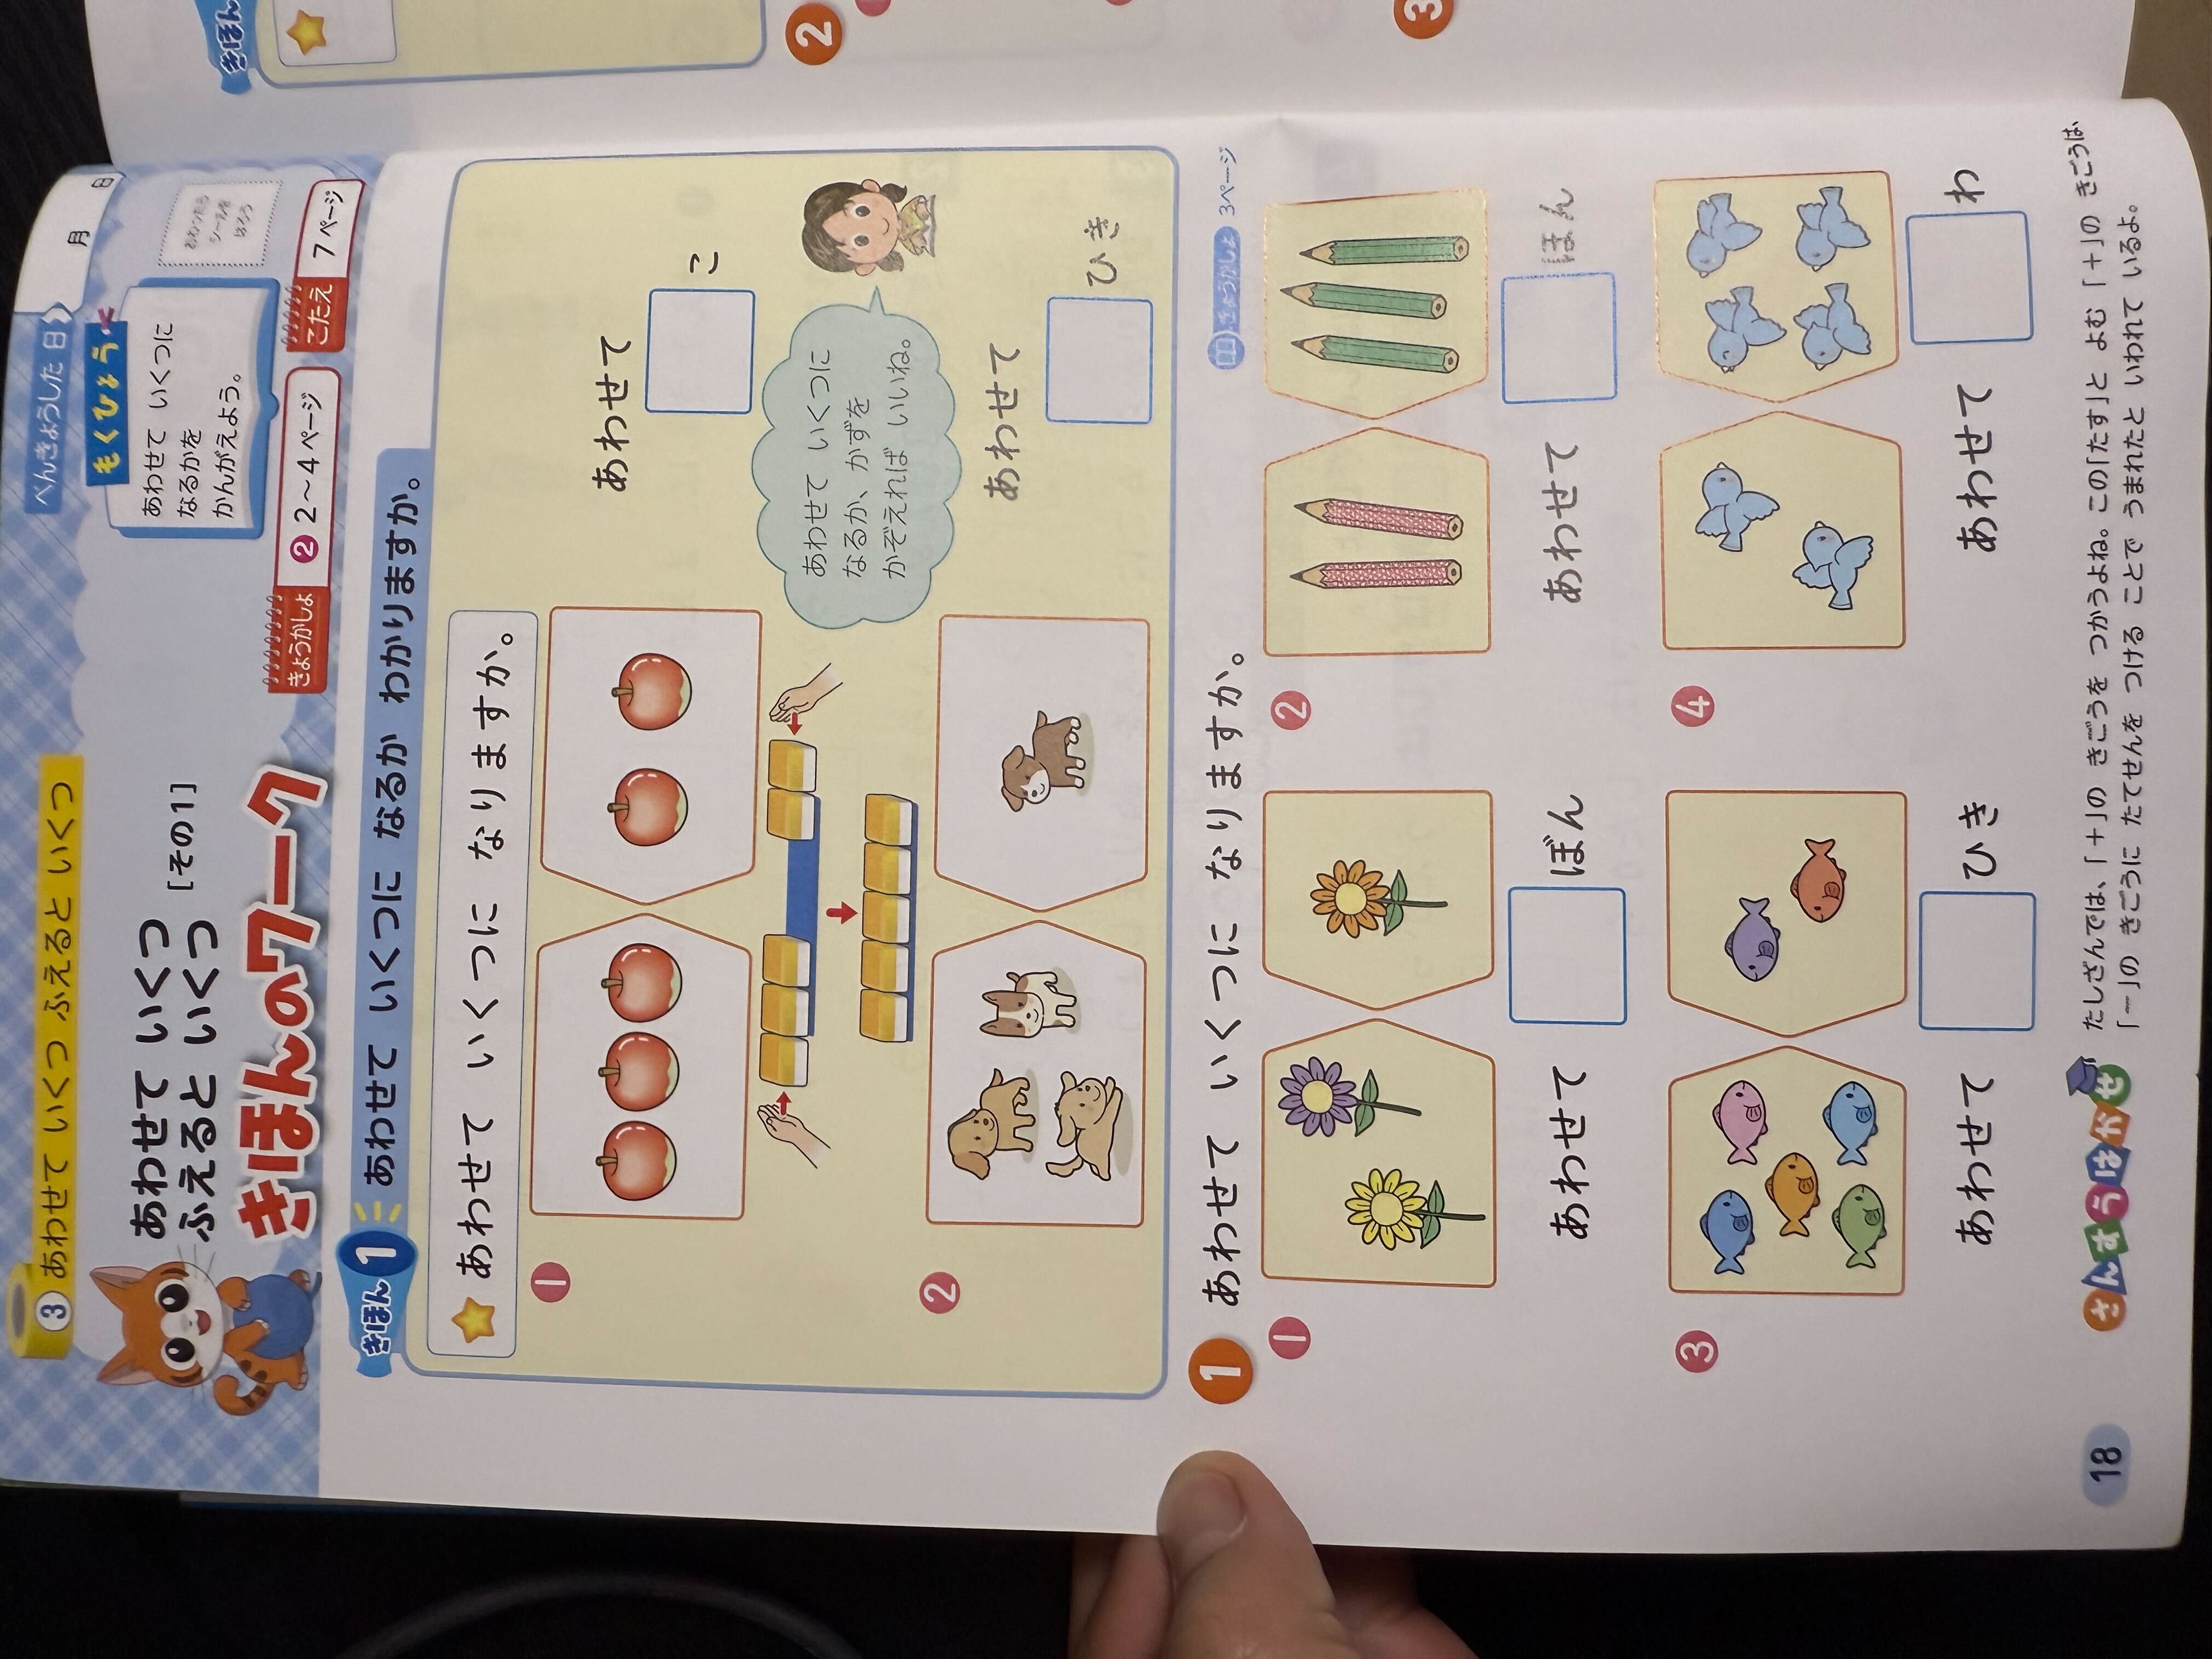 ③ あわせて いくつ ふえると いくつ
べんきょうした 日
月
日
あわせて いくつ
ふえると いくつ [その1]
きほんのワーク
もくひょう
あわせて いくつに
なるかを
かんがえよう。
おわったら
シールを
はろう
きょうかしょ
❷ 2〜4ページ
こたえ
7ページ
きほん 1
あわせて いくつに なるか わかりますか。
あわせて いくつに なりますか。
❶
あわせて
こ
あわせて いくつに
なるか、かずを
かぞえれば いいね。
❷
あわせて
ひき
❶ あわせて いくつに なりますか。
きょうかしょ 3ページ
❶
あわせて
ぼん
❷
あわせて
ほん
❸
あわせて
ひき
❹
あわせて
わ
さんすうはかせ
たしざんでは、「+」の きごうを つかうよね。この「たす」と よむ 「+」の きごうは、
「−」の きごうに たてせんを つける ことで うまれたと いわれて いるよ。
18
きほん
2
3